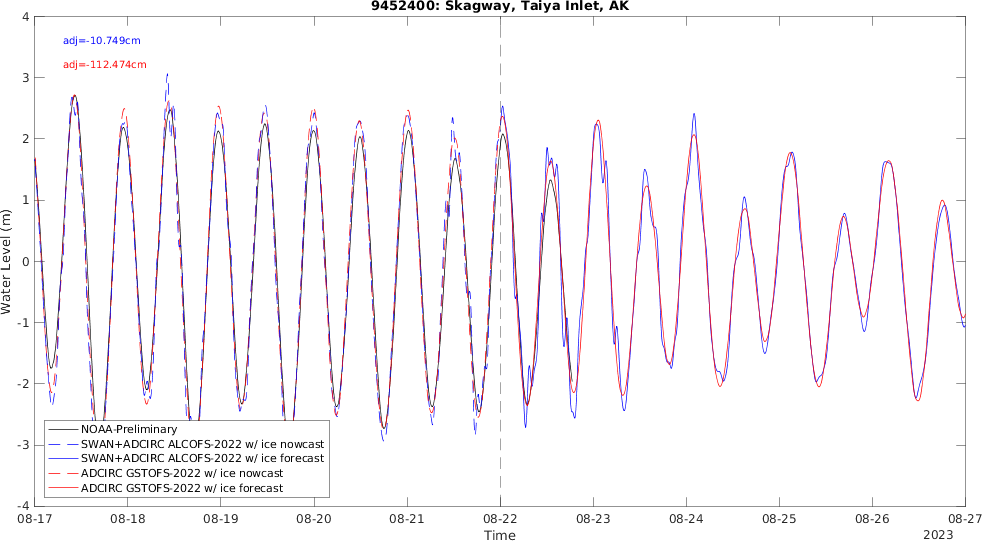 9452400: Skagway, Taiya Inlet, AK
4
adj=-10.749cm
adj=-112.474cm
3
2
1
0
-1
-2
-3
-4
Water Level (m)
NOAA-Preliminary
SWAN+ADCIRC ALCOFS-2022 w/ ice nowcast
SWAN+ADCIRC ALCOFS-2022 w/ ice forecast
ADCIRC GSTOFS-2022 w/ ice nowcast
ADCIRC GSTOFS-2022 w/ ice forecast
08-17 08-18 08-19 08-20 08-21 08-22 08-23 08-24 08-25 08-26 08-27
Time
2023